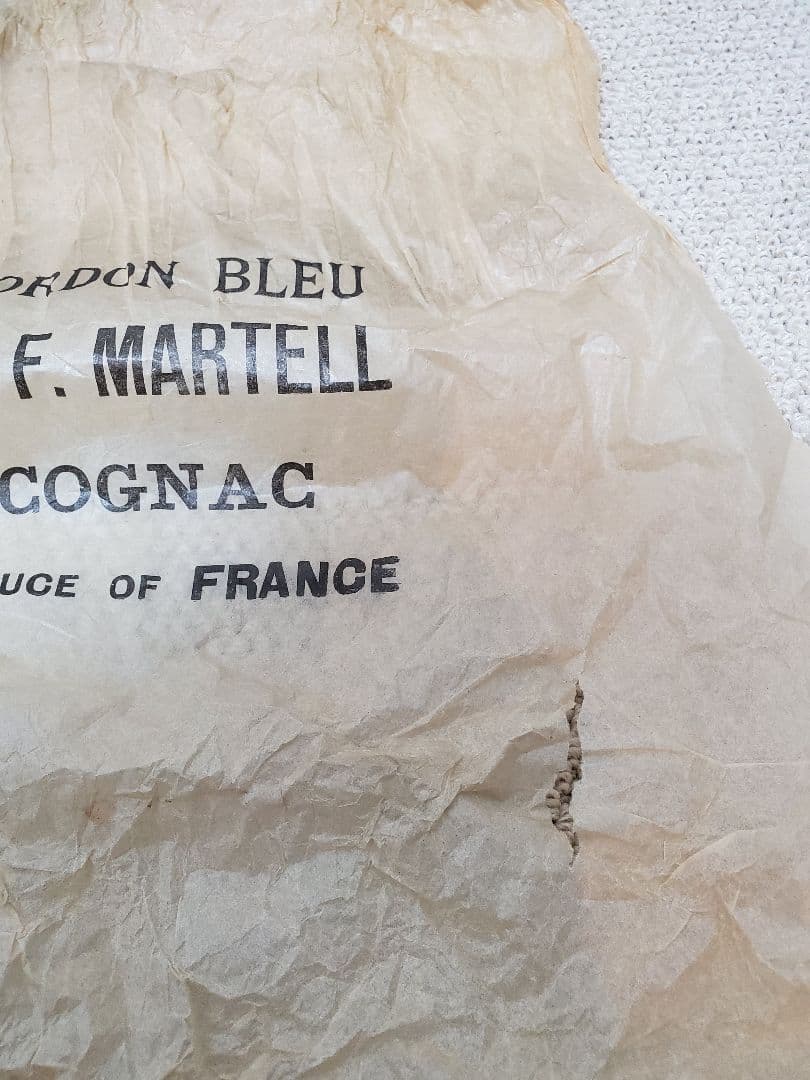 ORDON BLEU
F. MARTELL
COGNAC
UCE OF FRANCE